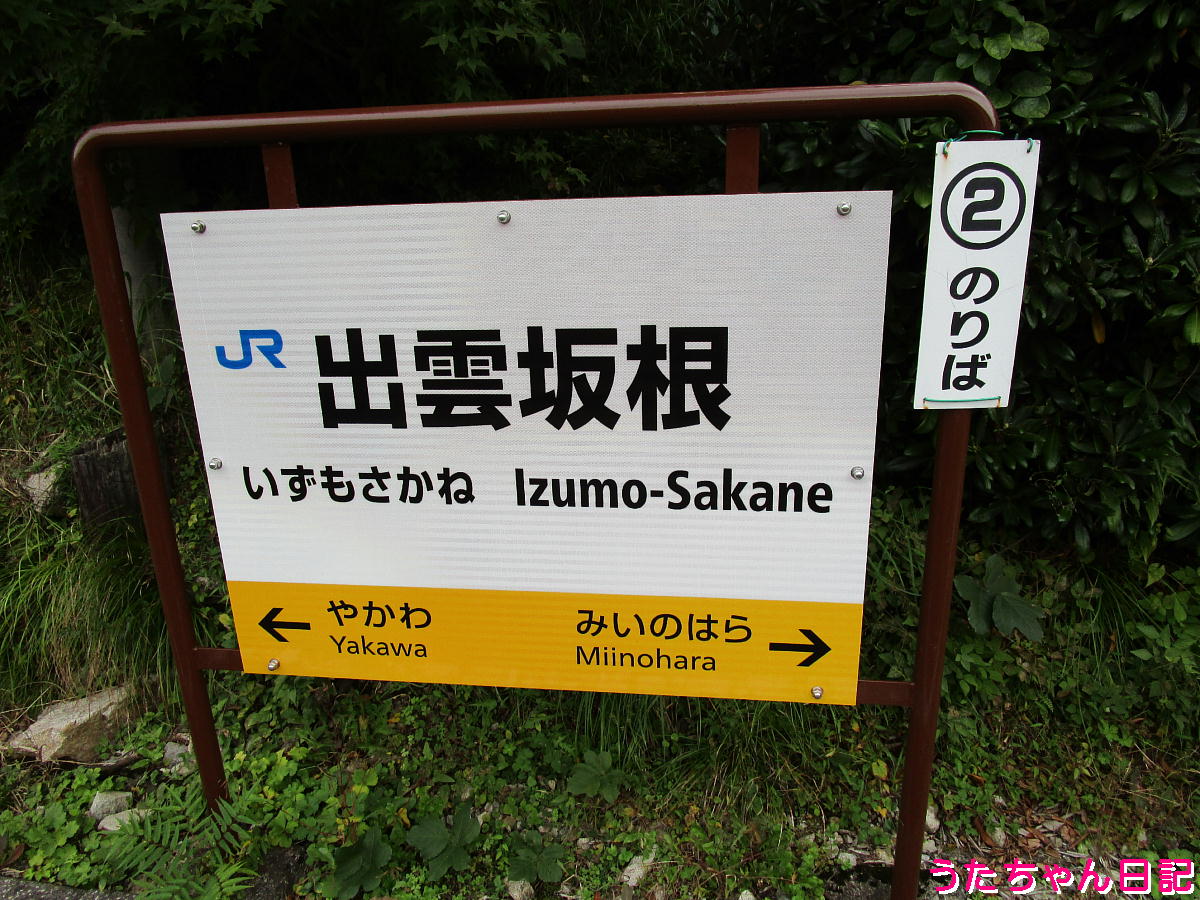 JR 出雲坂根
いずもさかね Izumo-Sakane
← やかわ
Yakawa
みいのはら →
Miinohara
②
のりば
うたちゃん日記